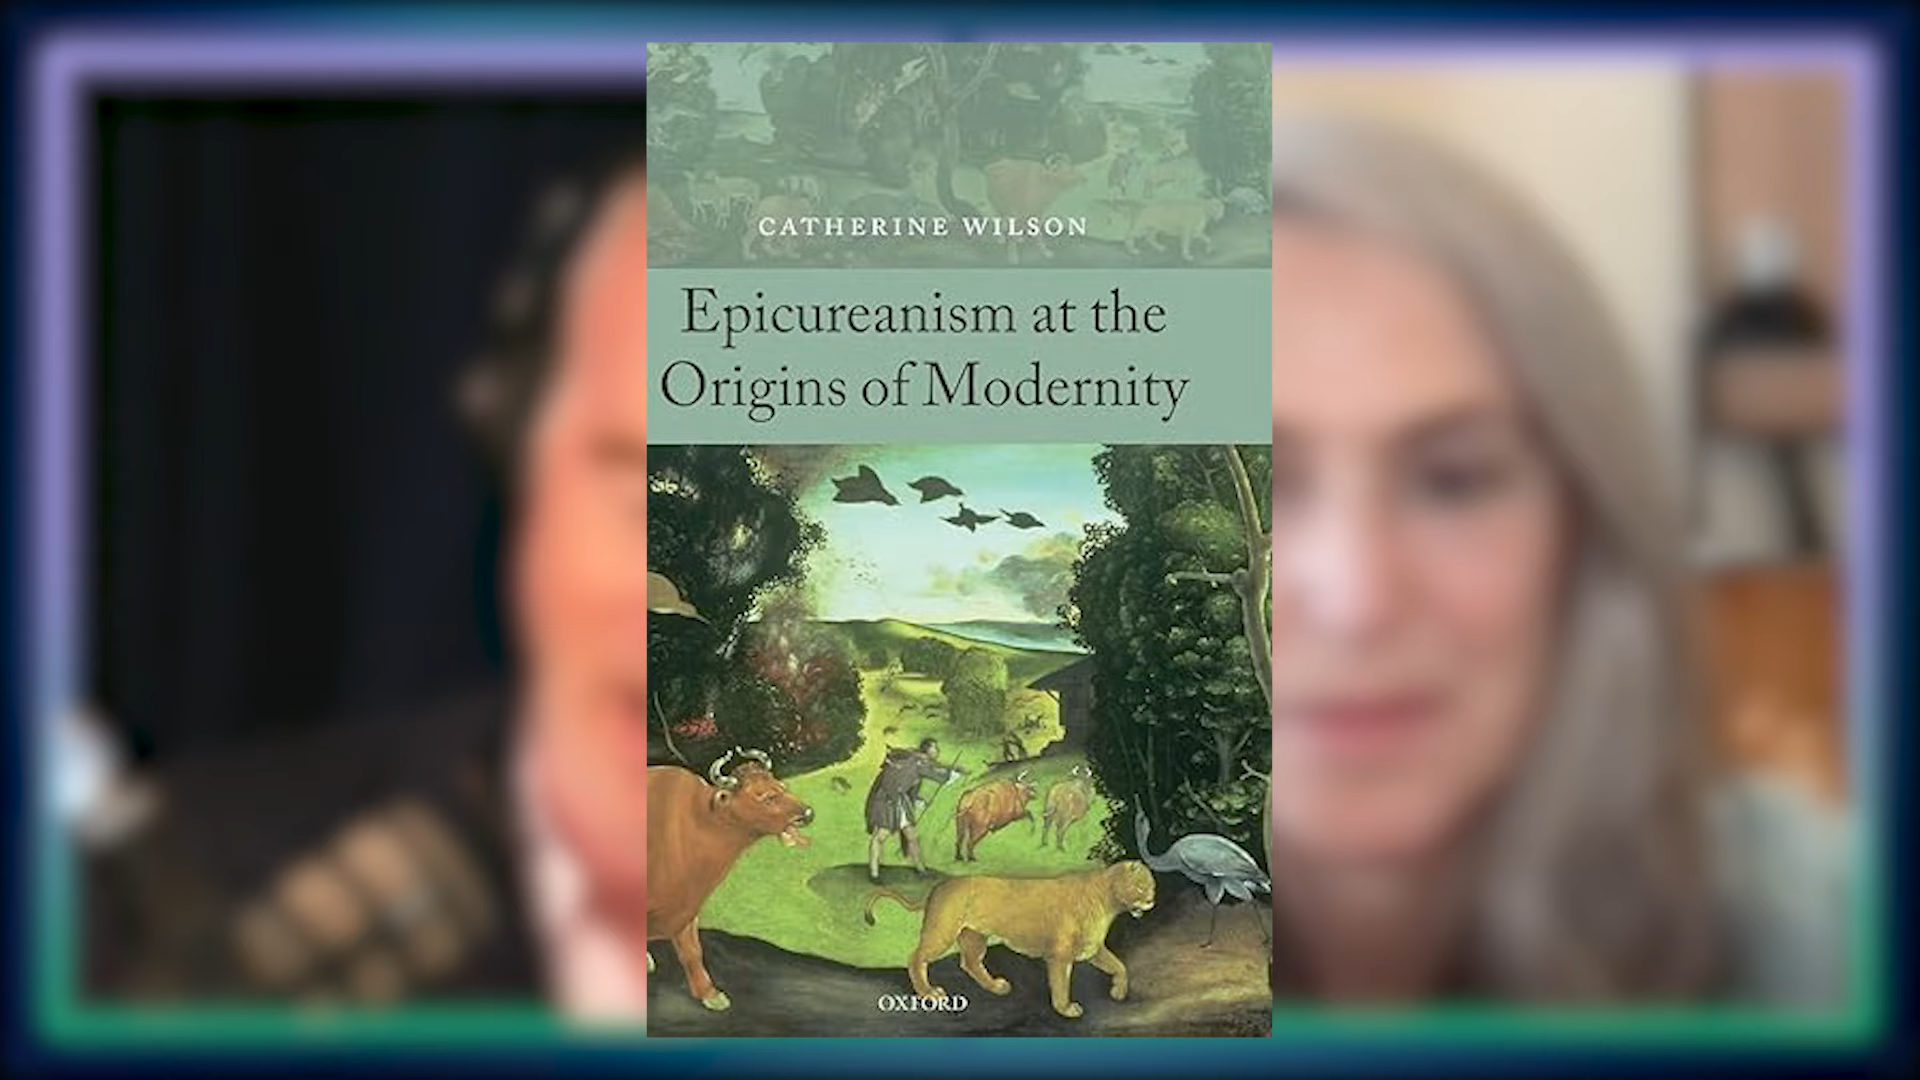 CATHERINE WILSON
Epicureanism at the
Origins of Modernity
OXFORD